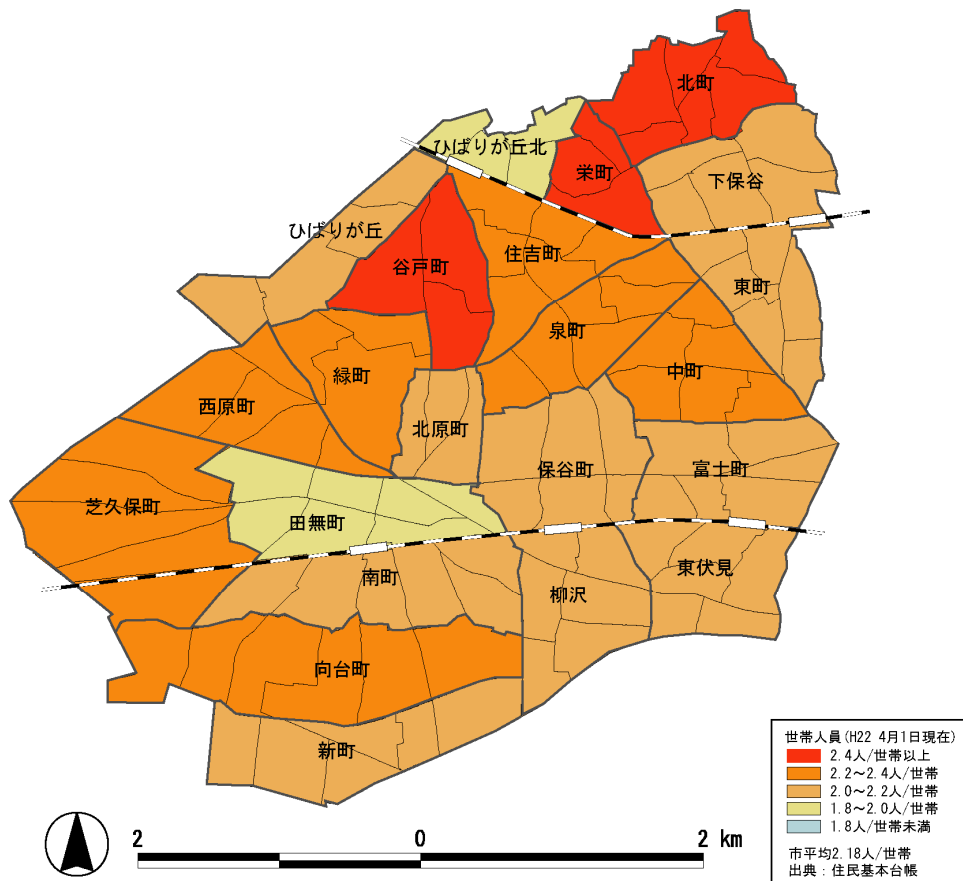 北町
ひばりが丘北
栄町
下保谷
ひばりが丘
住吉町
谷戸町
東町
泉町
中町
緑町
西原町
北原町
保谷町
富士町
芝久保町
田無町
南町
柳沢
東伏見
向台町
新町
世帯人員(H22 4月1日現在)
2.4人/世帯以上
2.2~2.4人/世帯
2.0~2.2人/世帯
1.8~2.0人/世帯
1.8人/世帯未満
市平均2.18人/世帯
出典:住民基本台帳
2 0 2 km